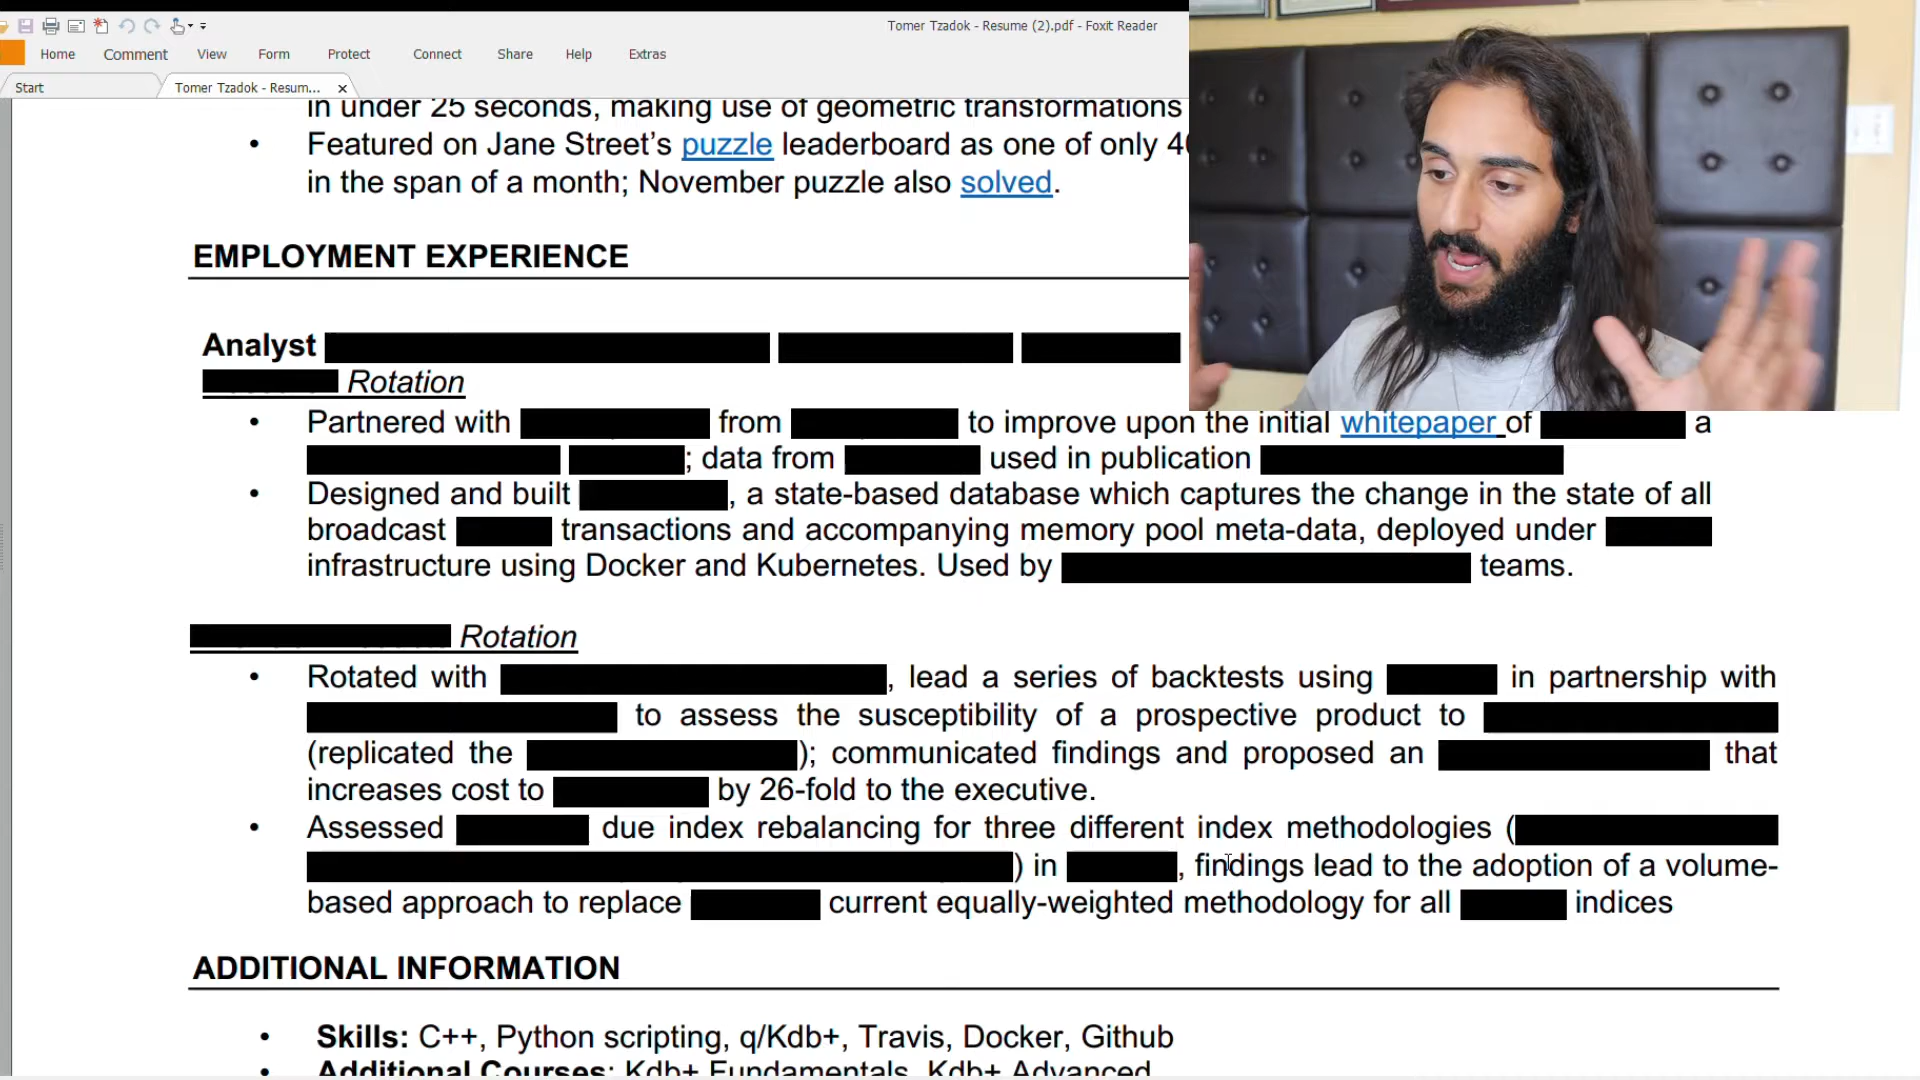 Tomer Tzadok - Resume (2).pdf - Foxit Reader
Home Comment View Form Protect Connect Share Help Extras
Start
Tomer Tzadok - Resum...
in under 25 seconds, making use of geometric transformations
• Featured on Jane Street's puzzle leaderboard as one of only
in the span of a month; November puzzle also solved.
EMPLOYMENT EXPERIENCE
Analyst
Rotation
• Partnered with from to improve upon the initial whitepaper of a
; data from used in publication
• Designed and built , a state-based database which captures the change in the state of all
broadcast transactions and accompanying memory pool meta-data, deployed under
infrastructure using Docker and Kubernetes. Used by teams.
Rotation
• Rotated with , lead a series of backtests using in partnership with
to assess the susceptibility of a prospective product to
(replicated the ); communicated findings and proposed an that
increases cost to by 26-fold to the executive.
• Assessed due index rebalancing for three different index methodologies (
) in , findings lead to the adoption of a volume-
based approach to replace current equally-weighted methodology for all indices
ADDITIONAL INFORMATION
• Skills: C++, Python scripting, q/Kdb+, Travis, Docker, Github
• Additional Courses: Kdb+ Fundamentals, Kdb+ Advanced